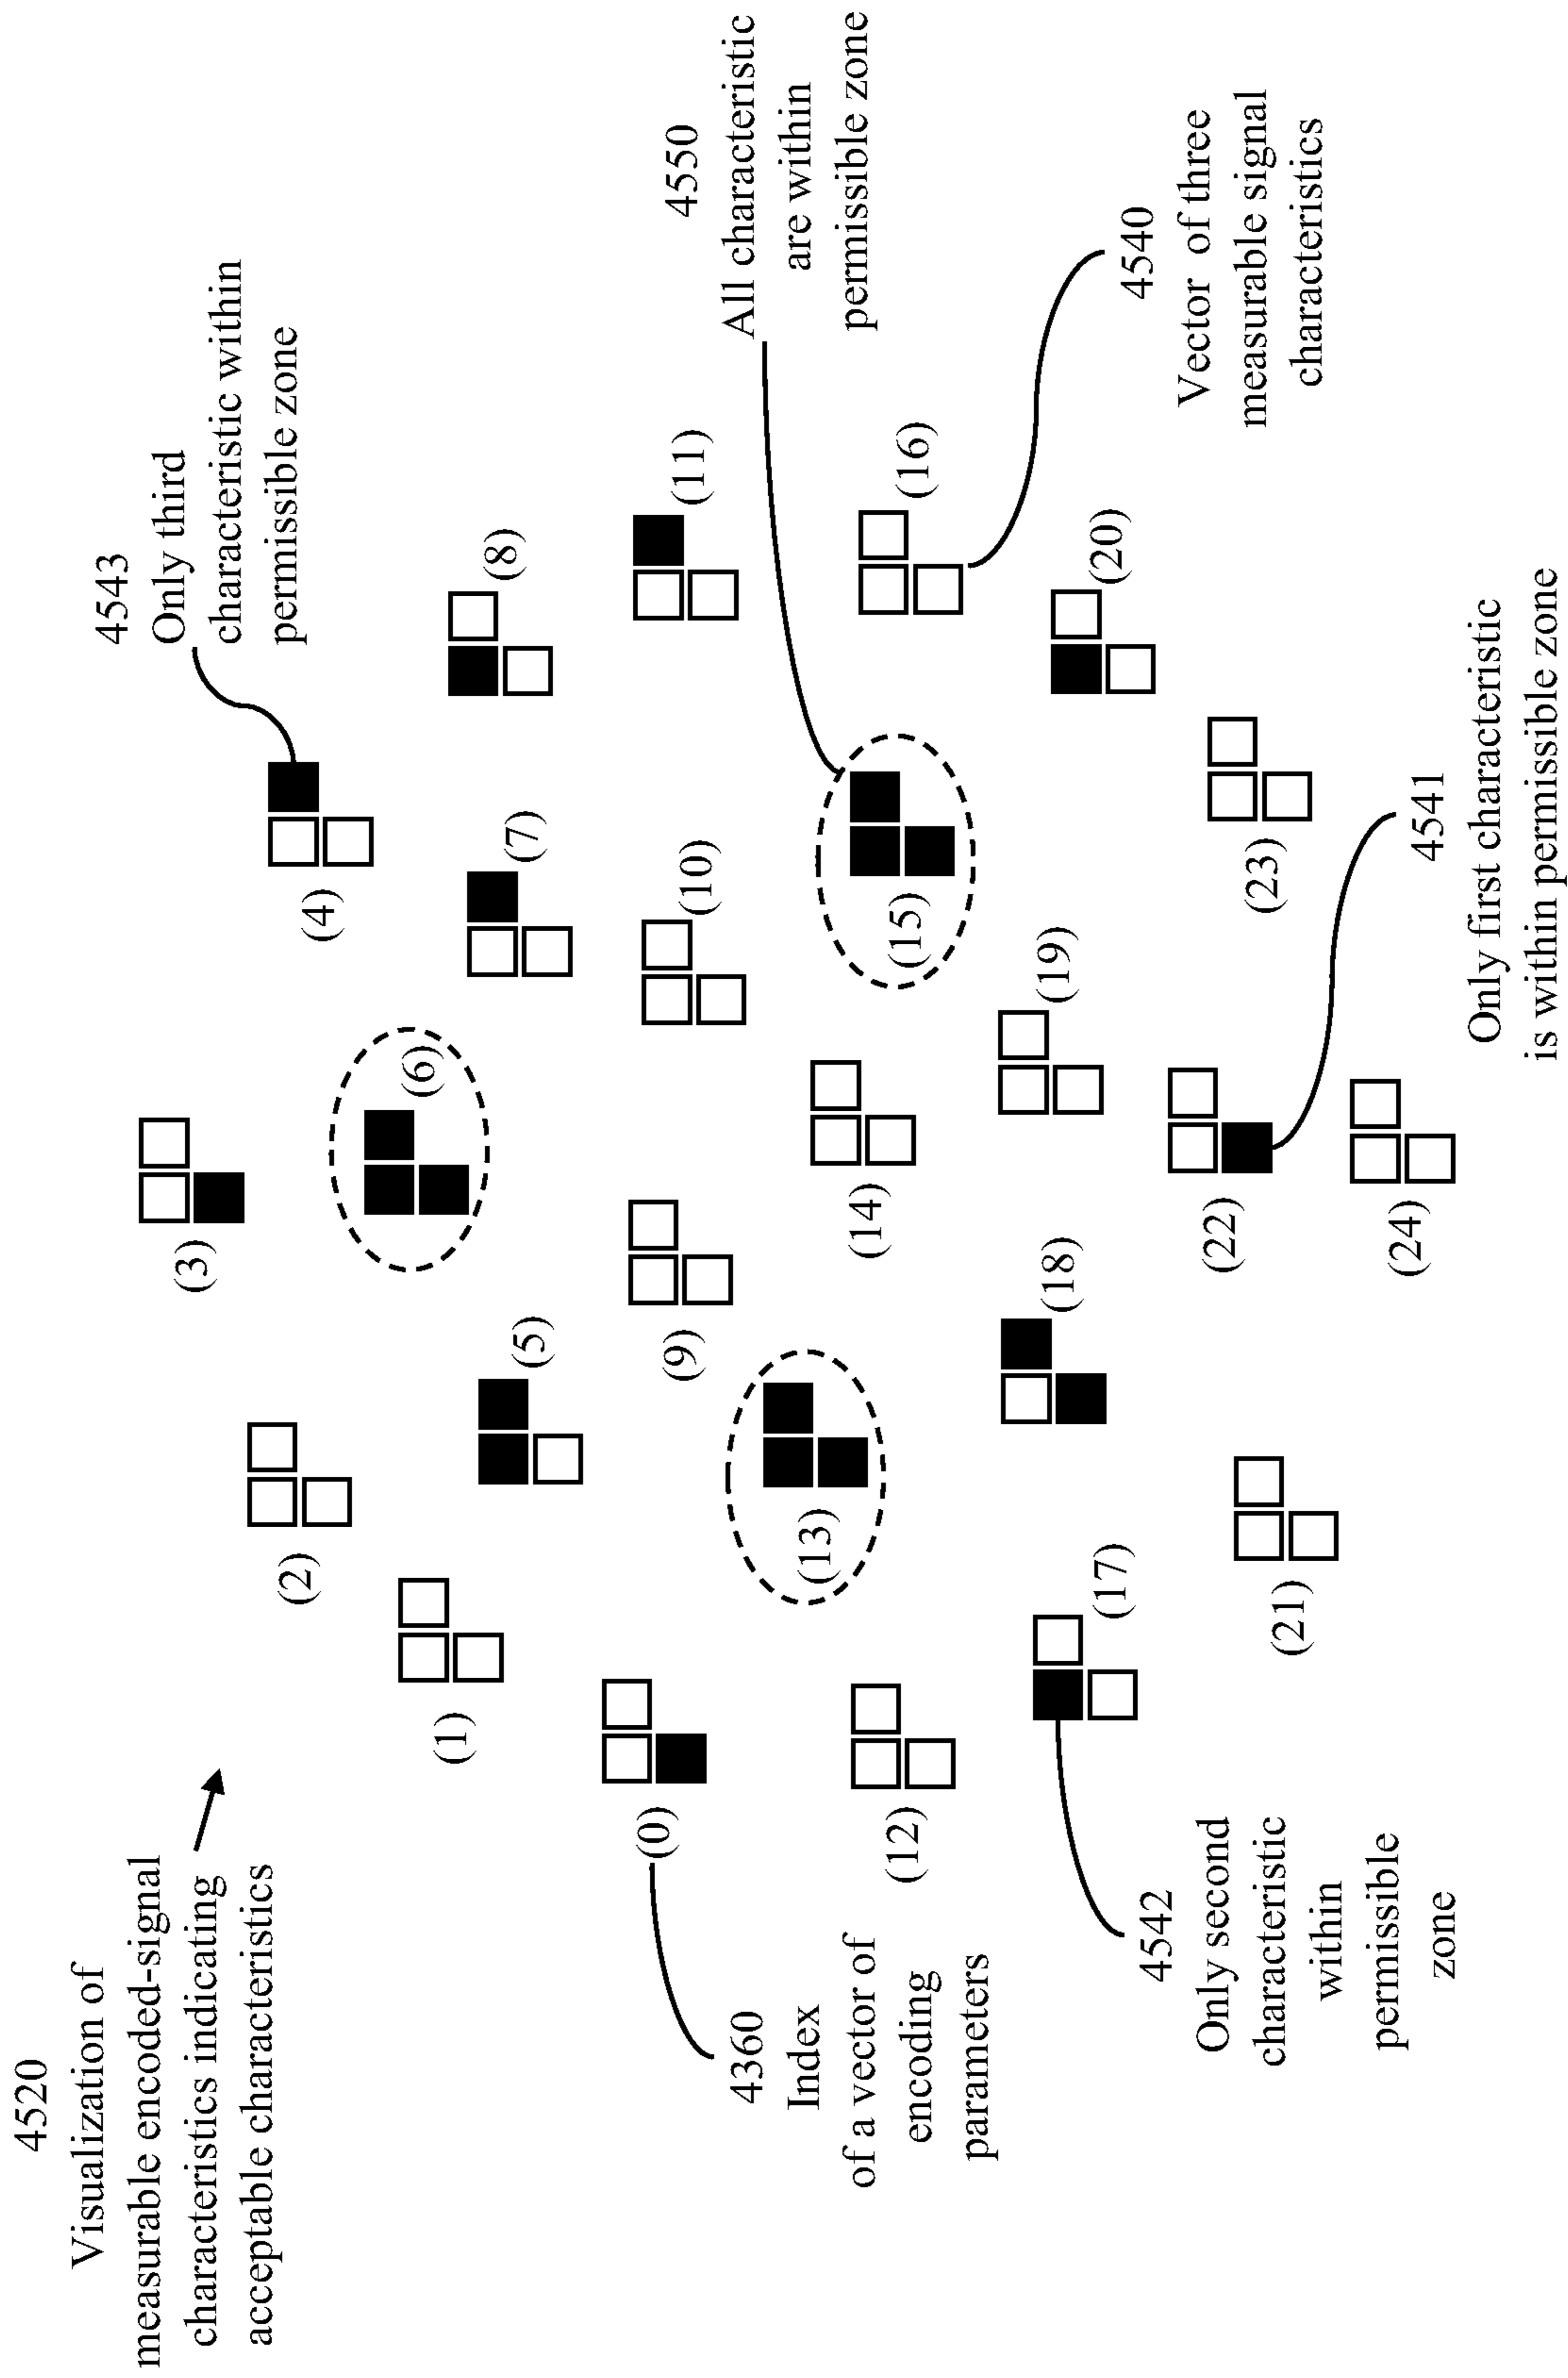 4520
Visualization of
measurable encoded-signal
characteristics indicating
acceptable characteristics
4543
Only third
characteristic within
permissible zone
(3)
(2)
(4)
(6)
(1)
(8)
(5)
(7)
(0)
(9)
(10)
(11)
4550
All characteristic
are within
permissible zone
(13)
(14)
(12)
(15)
(16)
4360
Index
of a vector of
encoding
parameters
(18)
(19)
(17)
(20)
4540
Vector of three
measurable signal
characteristics
(22)
(23)
(21)
(24)
4542
Only second
characteristic
within
permissible
zone
4541
Only first characteristic
is within permissible zone